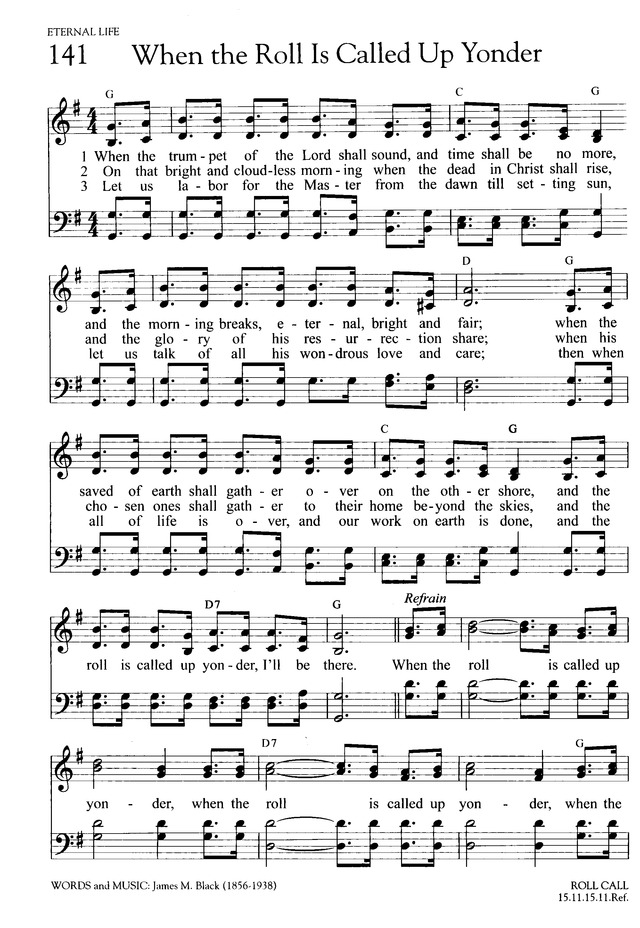 ETERNAL LIFE
141 When the Roll Is Called Up Yonder
G C G
4 4
1 When the trum - pet of the Lord shall sound, and time shall be no more,
2 On that bright and cloud-less morn - ing when the dead in Christ shall rise,
3 Let us la - bor for the Mas - ter from the dawn till set - ting sun,
4 4
D G
and the morn - ing breaks, e - ter - nal, bright and fair; when the
and the glo - ry of his res - ur - rec - tion share; when his
let us talk of all his won - drous love and care; then when
C G
saved of earth shall gath - er o - ver on the oth - er shore, and the
cho - sen ones shall gath - er to their home be-yond the skies, and the
all of life is o - ver, and our work on earth is done, and the
D7 G Refrain
roll is called up yon - der, I'll be there. When the roll is called up
D7 G
yon - der, when the roll is called up yon - der, when the
WORDS and MUSIC: James M. Black (1856-1938) ROLL CALL
15.11.15.11.Ref.